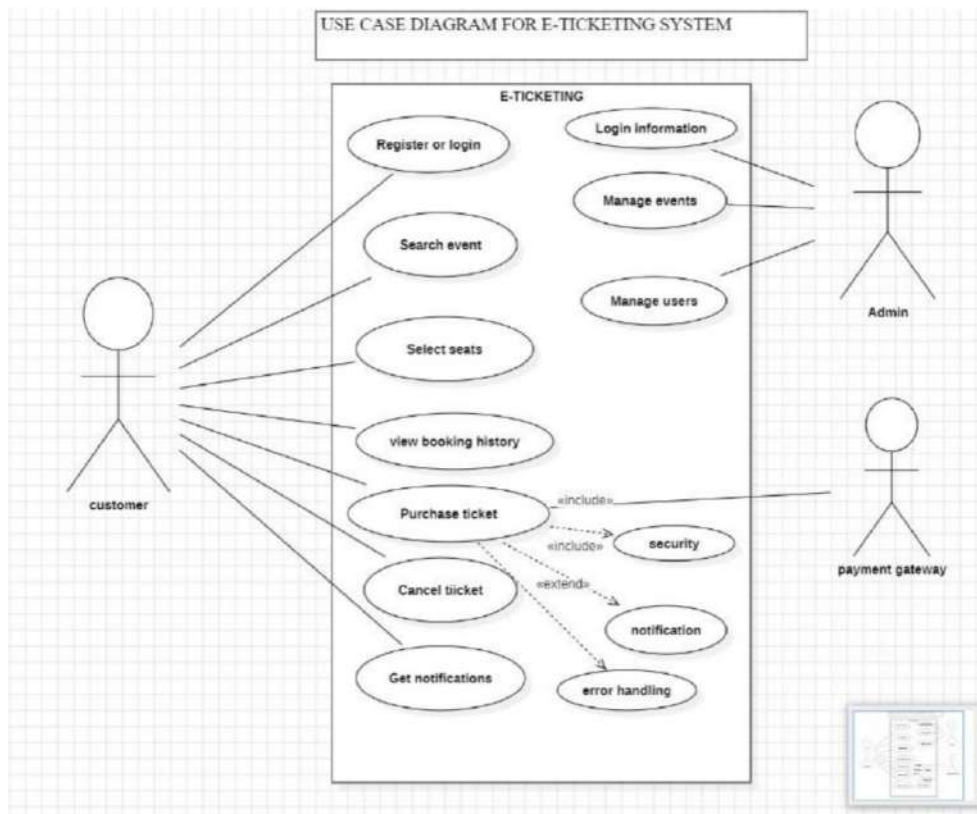 USE CASE DIAGRAM FOR E-TICKETING SYSTEM
E-TICKETING
Register or login
Login information
Manage events
Search event
Manage users
Admin
Select seats
view booking history
customer
Purchase ticket
«include»
«include»
security
payment gateway
«extend»
Cancel tiicket
notification
Get notifications
error handling